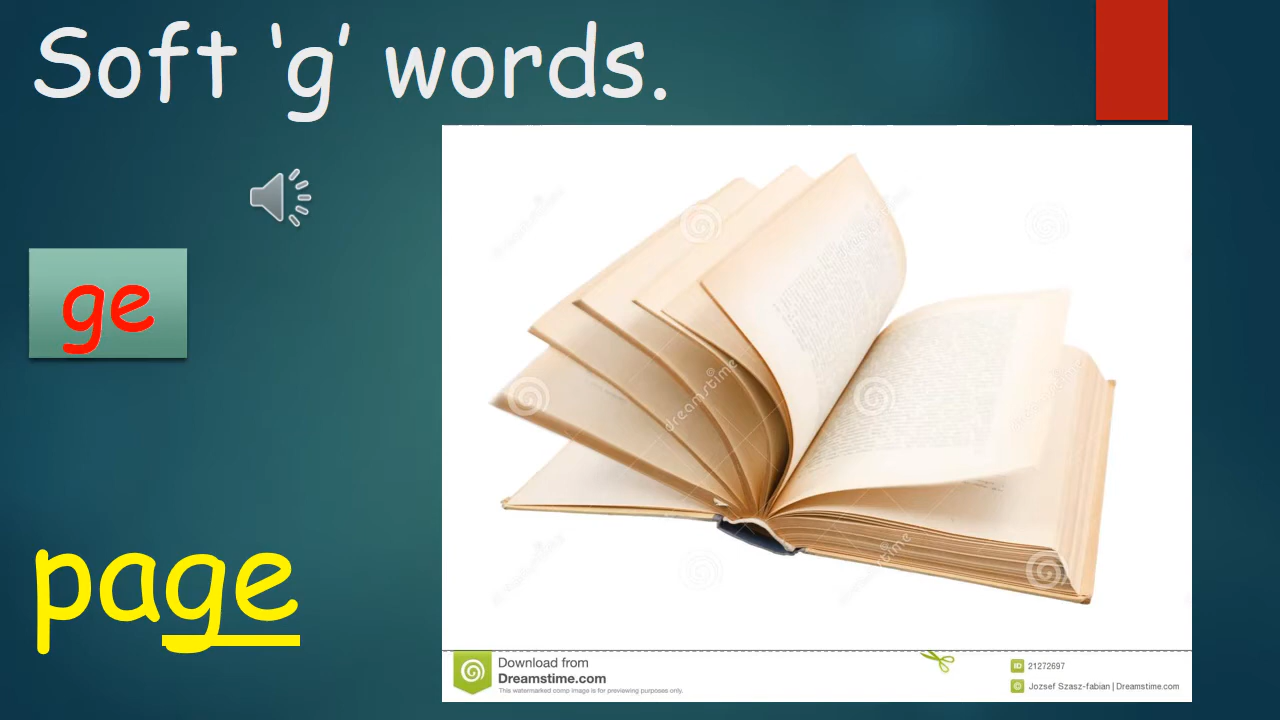 Soft ‘g’ words.
ge
page
dreamstime
Download from
Dreamstime.com
This watermarked comp image is for previewing purposes only.
ID 21272697
© Jozsef Szasz-fabian | Dreamstime.com